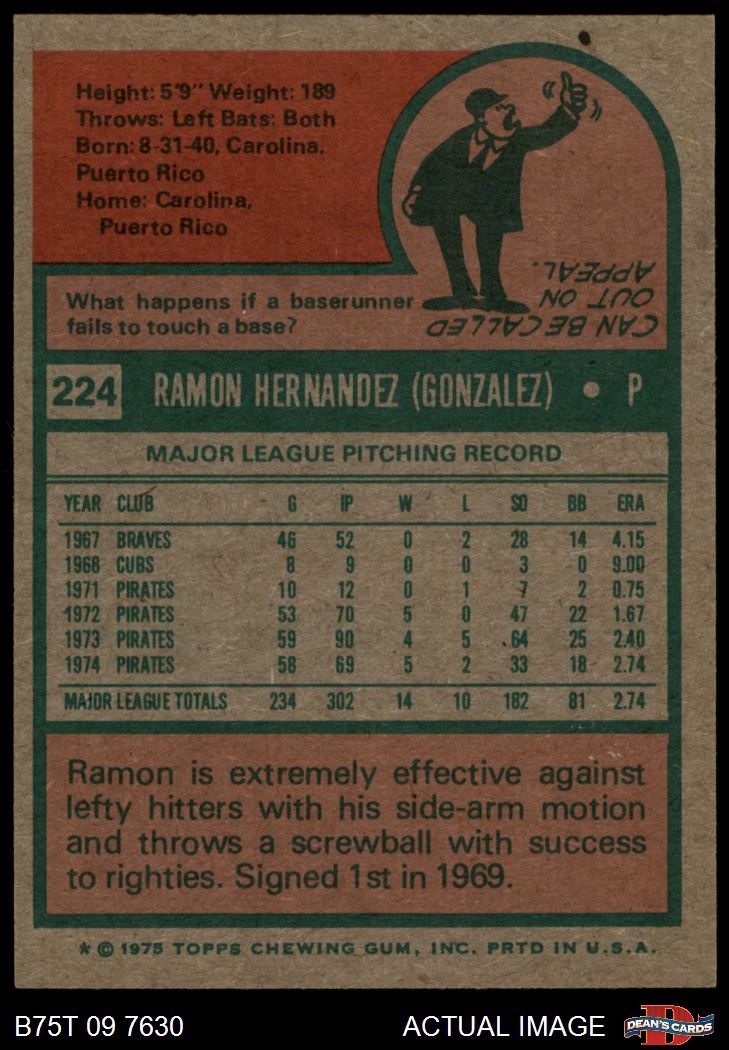 Height: 5'9" Weight: 189
Throws: Left Bats: Both
Born: 8-31-40, Carolina,
Puerto Rico
Home: Carolina,
Puerto Rico
What happens if a baserunner
fails to touch a base?
CAN BE CALLED
OUT ON
APPEAL.
224 RAMON HERNANDEZ (GONZALEZ) • P
MAJOR LEAGUE PITCHING RECORD
YEAR CLUB G IP W L SO BB ERA
1967 BRAVES 46 52 0 2 28 14 4.15
1968 CUBS 8 9 0 0 3 0 9.00
1971 PIRATES 10 12 0 1 7 2 0.75
1972 PIRATES 53 70 5 0 47 22 1.67
1973 PIRATES 59 90 4 5 64 25 2.40
1974 PIRATES 58 69 5 2 33 18 2.74
MAJOR LEAGUE TOTALS 234 302 14 10 182 81 2.74
Ramon is extremely effective against
lefty hitters with his side-arm motion
and throws a screwball with success
to righties. Signed 1st in 1969.
* © 1975 TOPPS CHEWING GUM, INC. PRTD IN U.S.A.
B75T 09 7630 ACTUAL IMAGE D DEAN'S CARDS